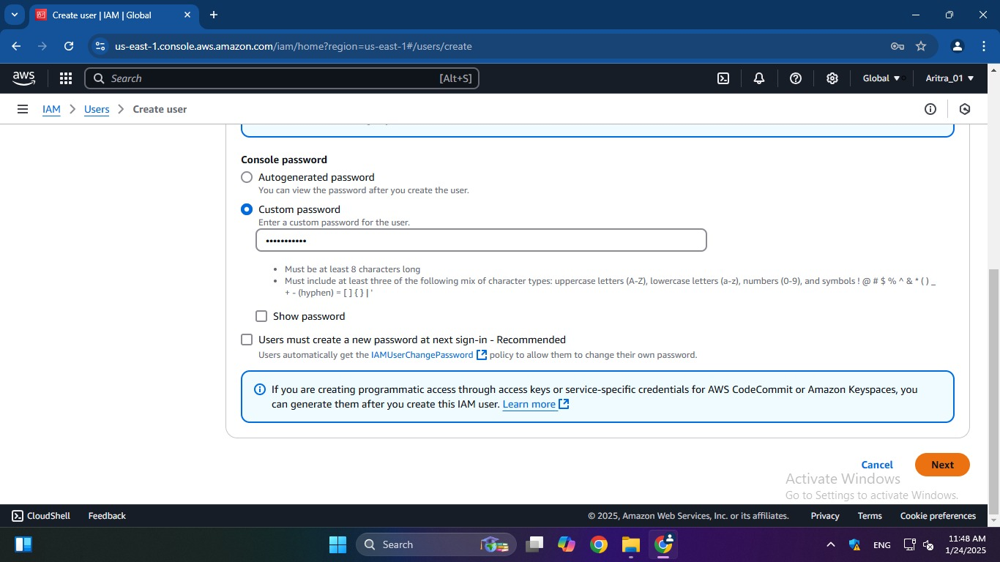 Create user | IAM | Global
us-east-1.console.aws.amazon.com/iam/home?region=us-east-1#/users/create
aws
Search
[Alt+S]
Global
Aritra_01
IAM
Users
Create user
Console password
Autogenerated password
You can view the password after you create the user.
Custom password
Enter a custom password for the user.
•••••••••••
Must be at least 8 characters long
Must include at least three of the following mix of character types: uppercase letters (A-Z), lowercase letters (a-z), numbers (0-9), and symbols ! @ # $ % ^ & * ( ) _
+ - (hyphen) = [ ] { } | '
Show password
Users must create a new password at next sign-in - Recommended
Users automatically get the IAMUserChangePassword policy to allow them to change their own password.
If you are creating programmatic access through access keys or service-specific credentials for AWS CodeCommit or Amazon Keyspaces, you
can generate them after you create this IAM user. Learn more
Cancel
Next
Activate Windows
Go to Settings to activate Windows.
CloudShell
Feedback
© 2025, Amazon Web Services, Inc. or its affiliates.
Privacy
Terms
Cookie preferences
Search
ENG
11:48 AM
1/24/2025